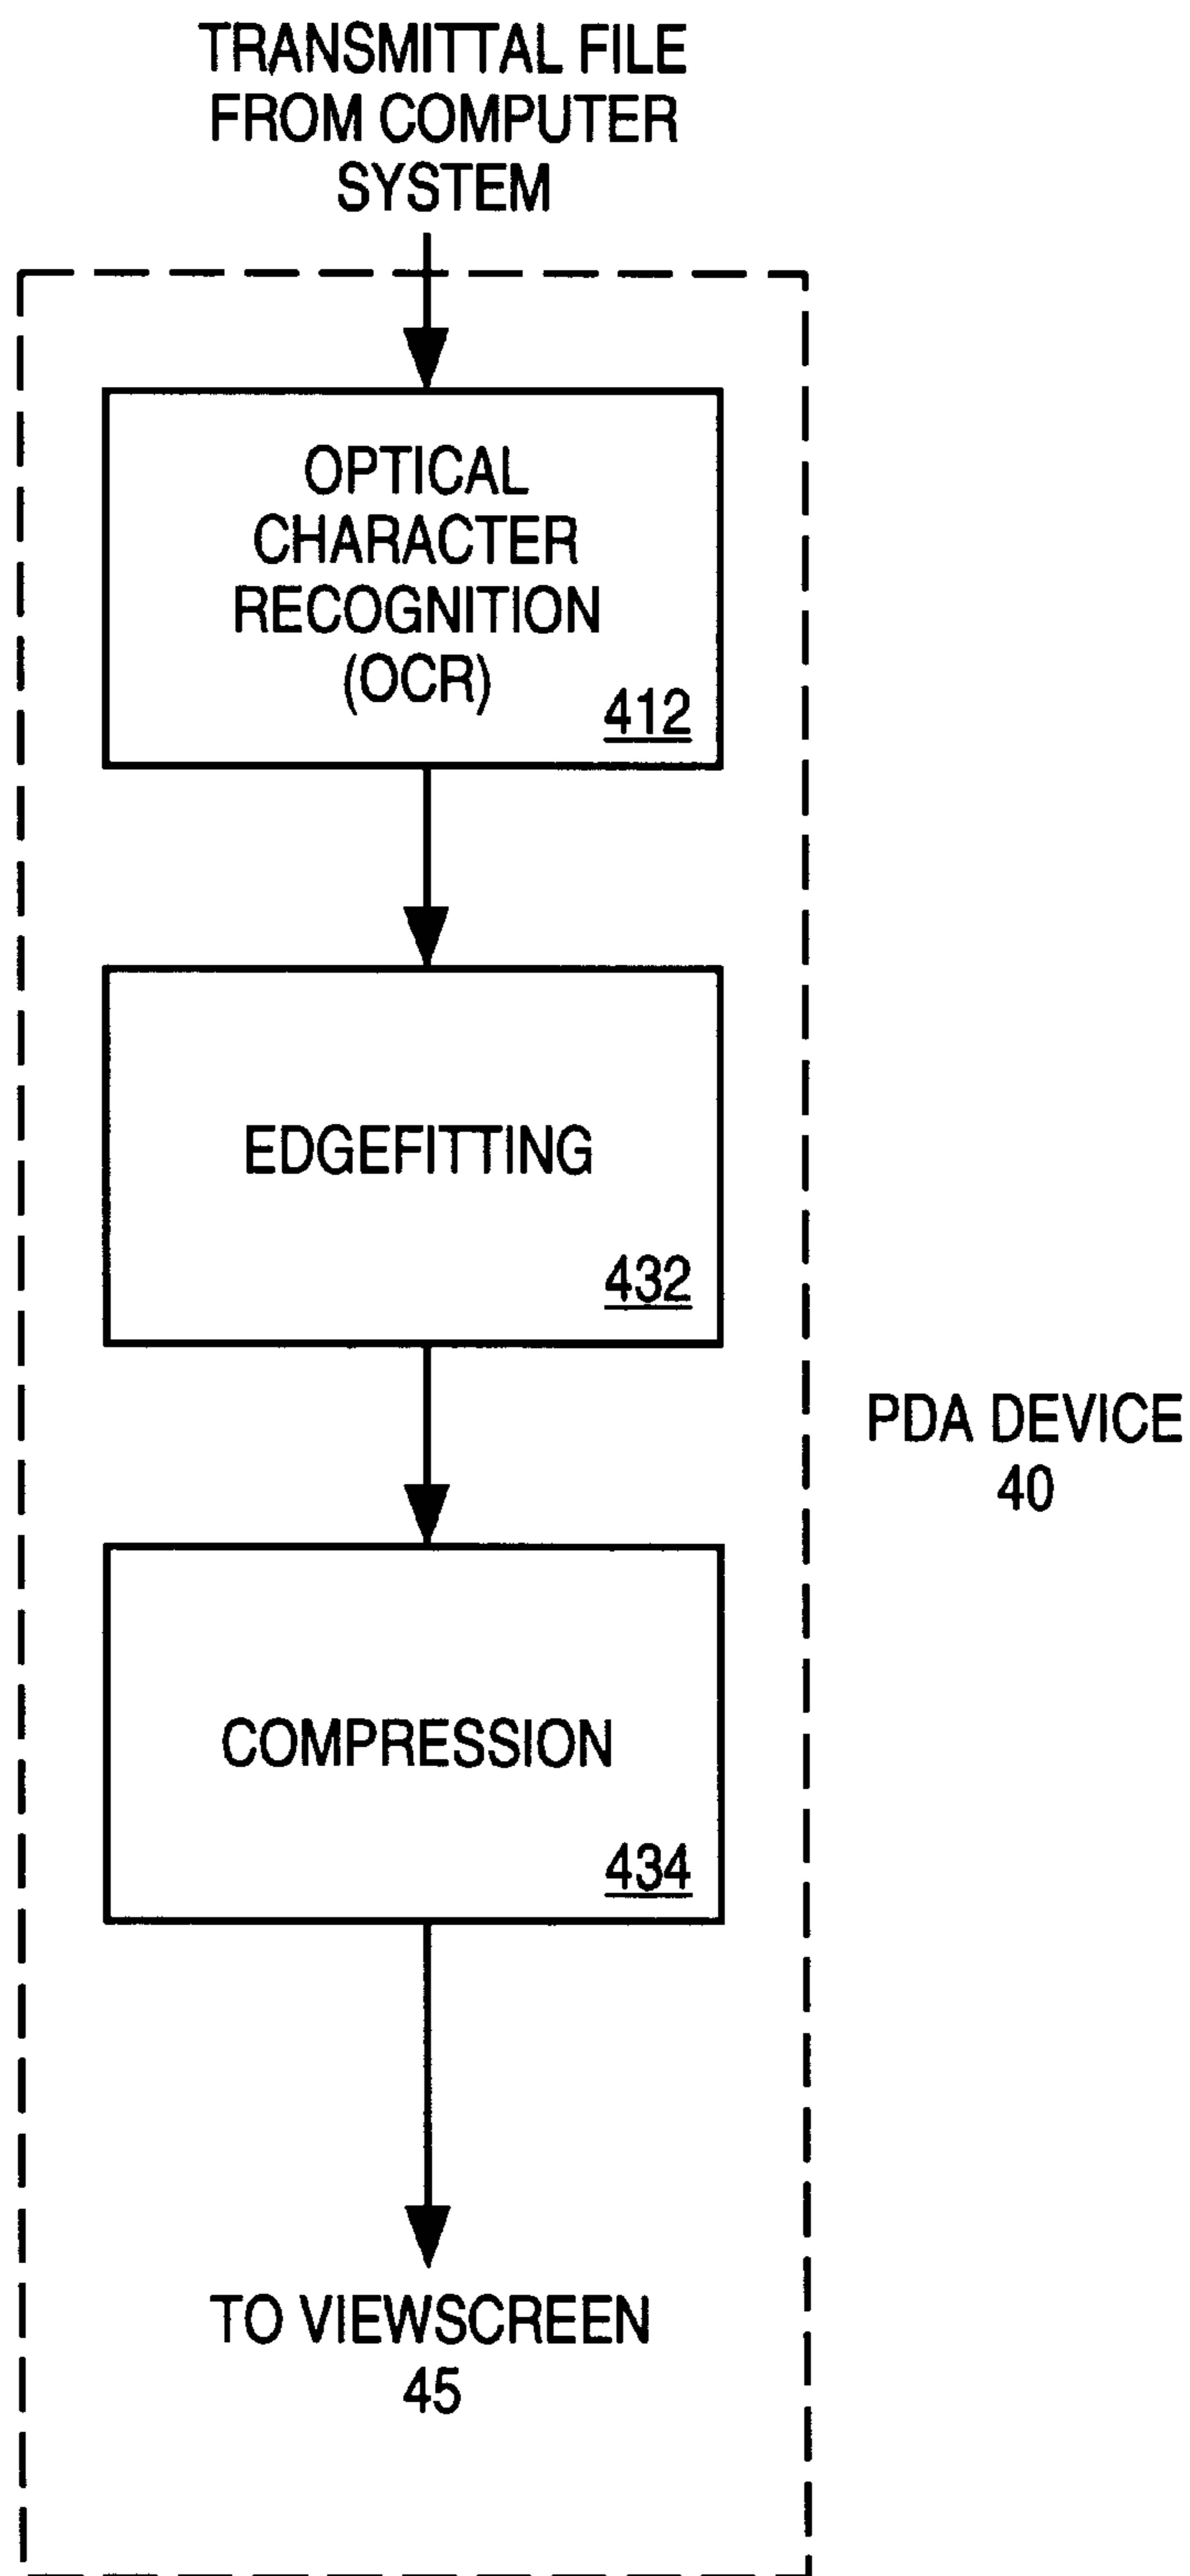 TRANSMITTAL FILE
FROM COMPUTER
SYSTEM
OPTICAL
CHARACTER
RECOGNITION
(OCR)
412
EDGEFITTING
432
PDA DEVICE
40
COMPRESSION
434
TO VIEWSCREEN
45